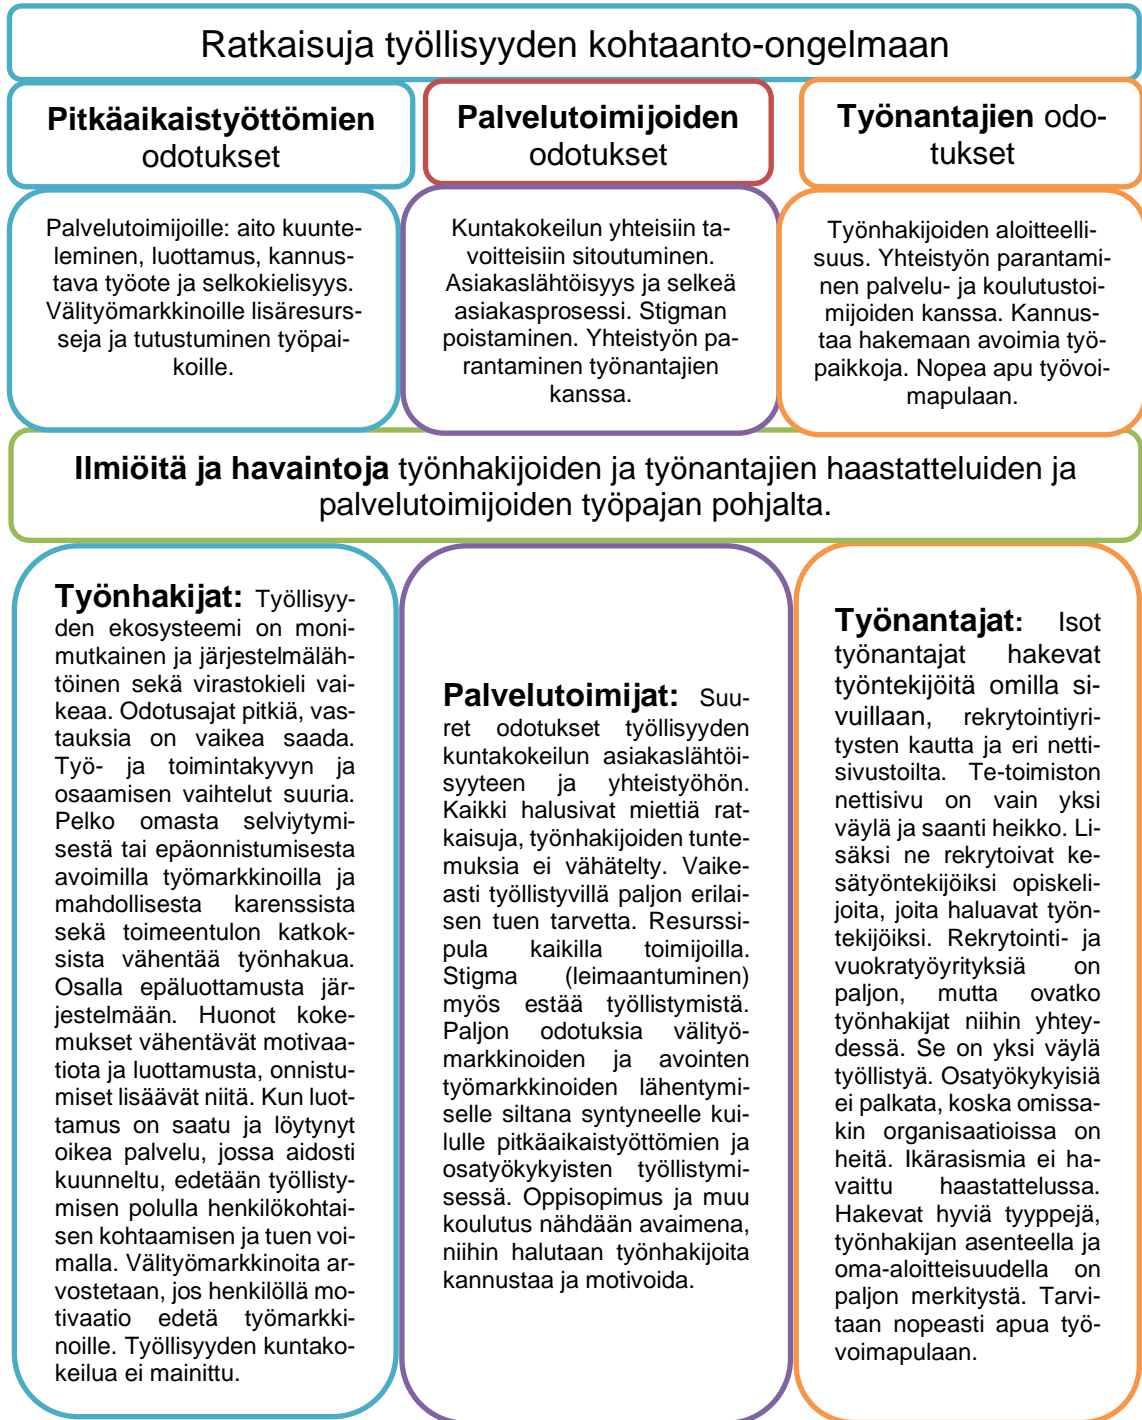 Ratkaisuja työllisyyden kohtaanto-ongelmaan
Pitkäaikaistyöttömien
odotukset
Palvelutoimijoiden
odotukset
Työnantajien odo-
tukset
Palvelutoimijoille: aito kuunte-
leminen, luottamus, kannus-
tava työote ja selkokielisyys.
Välityömarkkinoille lisäresurs-
seja ja tutustuminen työpai-
koille.
Kuntakokeilun yhteisiin ta-
voitteisiin sitoutuminen.
Asiakaslähtöisyys ja selkeä
asiakasprosessi. Stigman
poistaminen. Yhteistyön pa-
rantaminen työnantajien
kanssa.
Työnhakijoiden aloitteelli-
suus. Yhteistyön parantami-
nen palvelu- ja koulutustoi-
mijoiden kanssa. Kannus-
taa hakemaan avoimia työ-
paikkoja. Nopea apu työvoi-
mapulaan.
Ilmiöitä ja havaintoja työnhakijoiden ja työnantajien haastatteluiden ja
palvelutoimijoiden työpajan pohjalta.
Työnhakijat: Työllisyy-
den ekosysteemi on moni-
mutkainen ja järjestelmäläh-
töinen sekä virastokieli vai-
keaa. Odotusajat pitkiä, vas-
tauksia on vaikea saada.
Työ- ja toimintakyvyn ja
osaamisen vaihtelut suuria.
Pelko omasta selviytymi-
sestä tai epäonnistumisesta
avoimilla työmarkkinoilla ja
mahdollisesta karenssista
sekä toimeentulon katkok-
sista vähentää työnhakua.
Osalla epäluottamusta jär-
jestelmään. Huonot koke-
mukset vähentävät motivaa-
tiota ja luottamusta, onnistu-
miset lisäävät niitä. Kun luot-
tamus on saatu ja löytynyt
oikea palvelu, jossa aidosti
kuunneltu, edetään työllisty-
misen polulla henkilökohtai-
sen kohtaamisen ja tuen voi-
malla. Välityömarkkinoita ar-
vostetaan, jos henkilöllä mo-
tivaatio edetä työmarkki-
noille. Työllisyyden kuntako-
keilua ei mainittu.
Palvelutoimijat: Suu-
ret odotukset työllisyyden
kuntakokeilun asiakaslähtöi-
syyteen ja yhteistyöhön.
Kaikki halusivat miettiä rat-
kaisuja, työnhakijoiden tunte-
muksia ei vähätelty. Vaike-
asti työllistyvillä paljon erilai-
sen tuen tarvetta. Resurssi-
pula kaikilla toimijoilla.
Stigma (leimaantuminen)
myös estää työllistymistä.
Paljon odotuksia välityö-
markkinoiden ja avointen
työmarkkinoiden lähentymi-
selle siltana syntyneelle kui-
lulle pitkäaikaistyöttömien ja
osatyökykyisten työllistymi-
sessä. Oppisopimus ja muu
koulutus nähdään avaimena,
niihin halutaan työnhakijoita
kannustaa ja motivoida.
Työnantajat: Isot
työnantajat hakevat
työntekijöitä omilla si-
vuillaan, rekrytointiyri-
tysten kautta ja eri netti-
sivustoilta. Te-toimiston
nettisivu on vain yksi
väylä ja saanti heikko. Li-
säksi ne rekrytoivat ke-
sätyöntekijöiksi opiskeli-
joita, joita haluavat työn-
tekijöiksi. Rekrytointi- ja
vuokratyöyrityksiä on
paljon, mutta ovatko
työnhakijat niihin yhtey-
dessä. Se on yksi väylä
työllistyä. Osatyökykyisiä
ei palkata, koska omissa-
kin organisaatioissa on
heitä. Ikärasismia ei ha-
vaittu haastattelussa.
Hakevat hyviä tyyppejä,
työnhakijan asenteella ja
oma-aloitteisuudella on
paljon merkitystä. Tarvi-
taan nopeasti apua työ-
voimapulaan.